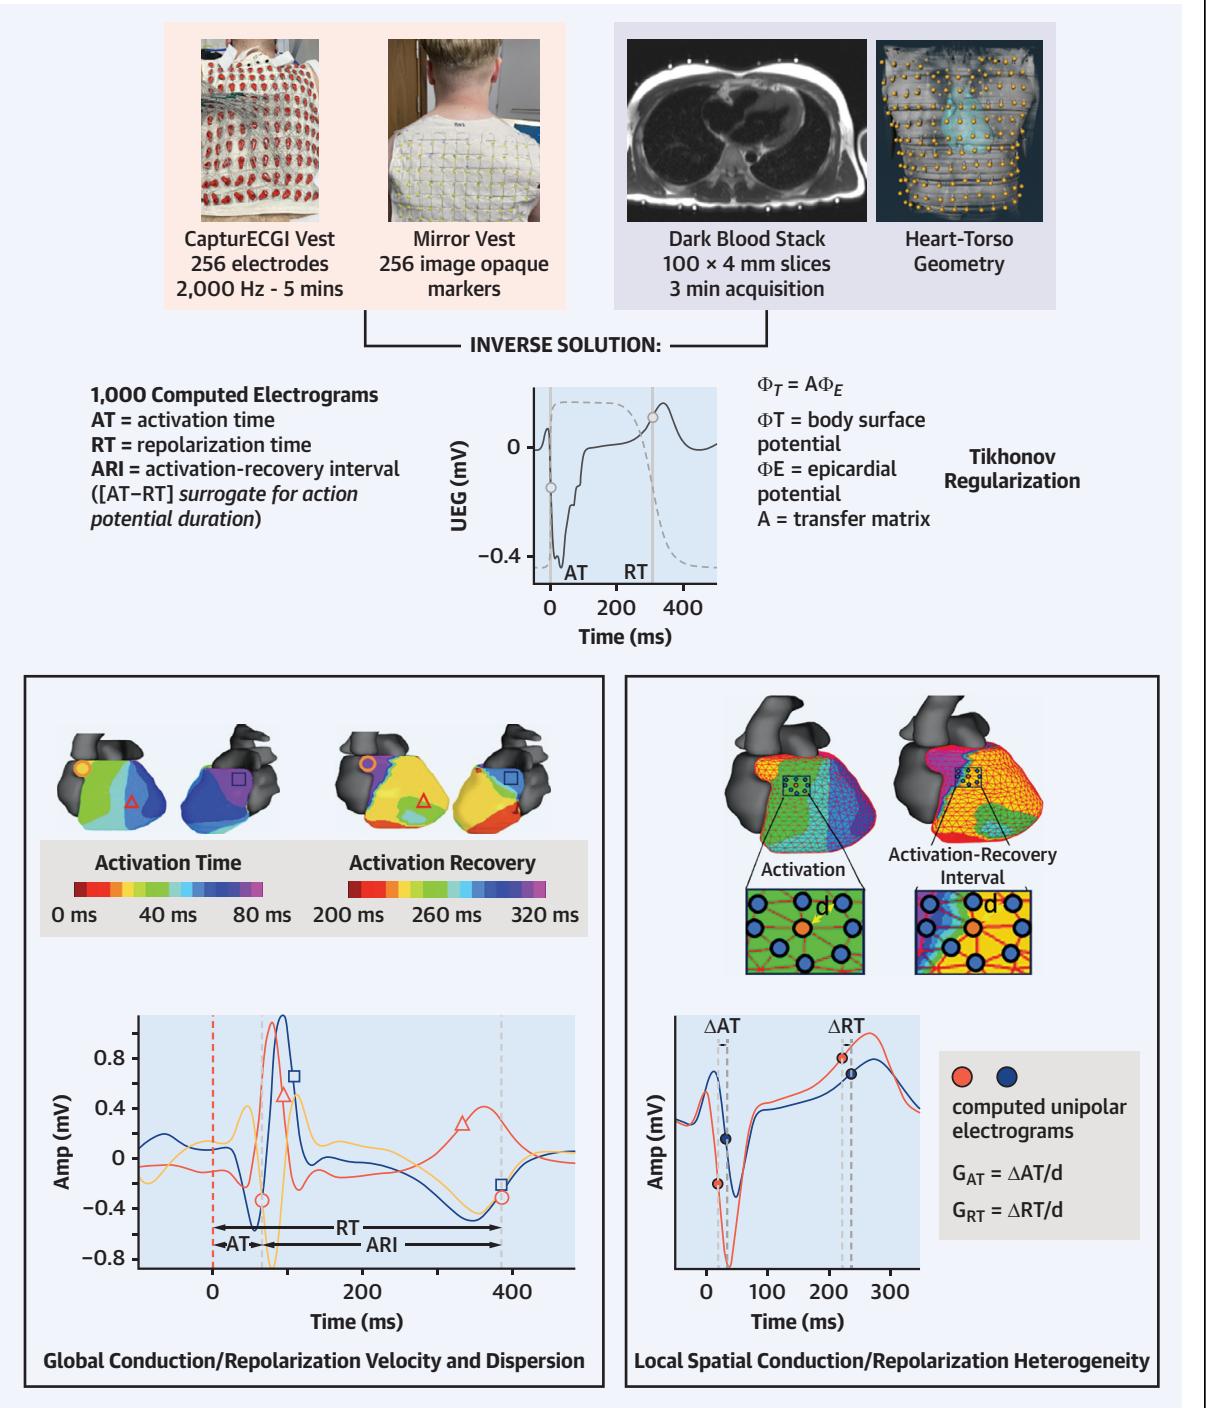 CapturECGI Vest
256 electrodes
2,000 Hz - 5 mins
Mirror Vest
256 image opaque
markers
Dark Blood Stack
100 × 4 mm slices
3 min acquisition
Heart-Torso
Geometry
INVERSE SOLUTION:
1,000 Computed Electrograms
AT = activation time
RT = repolarization time
ARI = activation-recovery interval
([AT–RT] surrogate for action
potential duration)
UEG (mV)
0
−0.4
AT
RT
0 200 400
Time (ms)
ΦT = AΦE
ΦT = body surface
potential
ΦE = epicardial
potential
A = transfer matrix
Tikhonov
Regularization
Activation Time
0 ms 40 ms 80 ms
Activation Recovery
200 ms 260 ms 320 ms
Amp (mV)
0.8
0.4
0
−0.4
−0.8
RT
AT
ARI
0 200 400
Time (ms)
Global Conduction/Repolarization Velocity and Dispersion
Activation
d
Activation-Recovery
Interval
d
Amp (mV)
ΔAT
ΔRT
0 100 200 300
Time (ms)
computed unipolar
electrograms
GAT = ΔAT/d
GRT = ΔRT/d
Local Spatial Conduction/Repolarization Heterogeneity